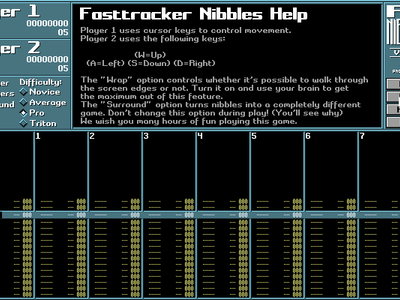 er 1
00000000
05
er 2
00000000
05
er
ers
und
Difficulty:
Novice
Average
Pro
Triton
Fasttracker Nibbles Help
Player 1 uses cursor keys to control movement.
Player 2 uses the following keys:
(W=Up)
(A=Left) (S=Down) (D=Right)
The "Wrap" option controls whether it's possible to walk through
the screen edges or not. Turn it on and use your brain to get
the maximum out of this feature.
The "Surround" option turns nibbles into a completely different
game. Don't change this option during play! (You'll see why)
We wish you many hours of fun playing this game.
1 2 3 4 5 6 7